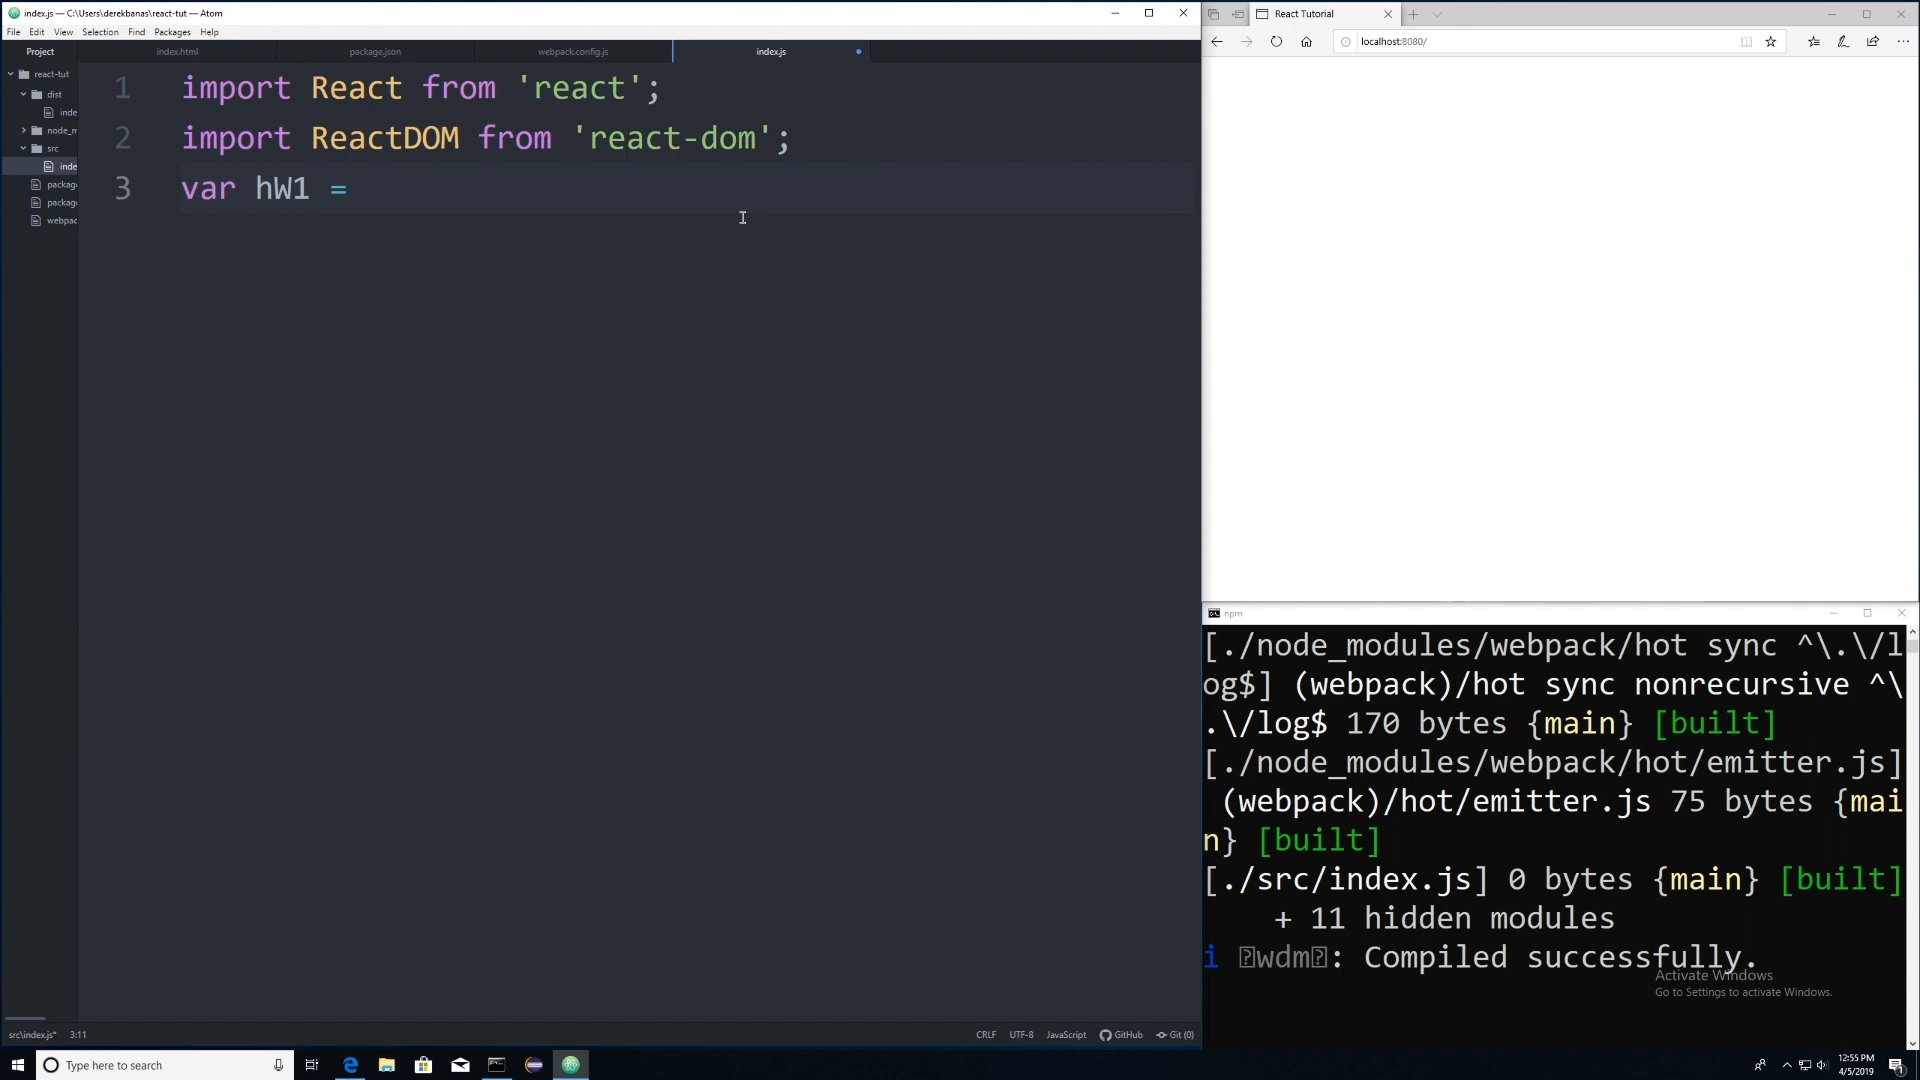 index.js — C:\Users\derekbanas\react-tut — Atom
File Edit View Selection Find Packages Help
Project
index.html
package.json
webpack.config.js
index.js
react-tut
dist
inde
node_m
src
inde
packag
packag
webpac
1 import React from 'react';
2 import ReactDOM from 'react-dom';
3 var hW1 =
src\index.js* 3:11
CRLF UTF-8 JavaScript GitHub Git (0)
React Tutorial
localhost:8080/
npm
[./node_modules/webpack/hot sync ^\.\/l
og$] (webpack)/hot sync nonrecursive ^\
.\/log$ 170 bytes {main} [built]
[./node_modules/webpack/hot/emitter.js]
(webpack)/hot/emitter.js 75 bytes {mai
n} [built]
[./src/index.js] 0 bytes {main} [built]
+ 11 hidden modules
i ⍰wdm⍰: Compiled successfully.
Activate Windows
Go to Settings to activate Windows.
Type here to search
12:55 PM
4/5/2019